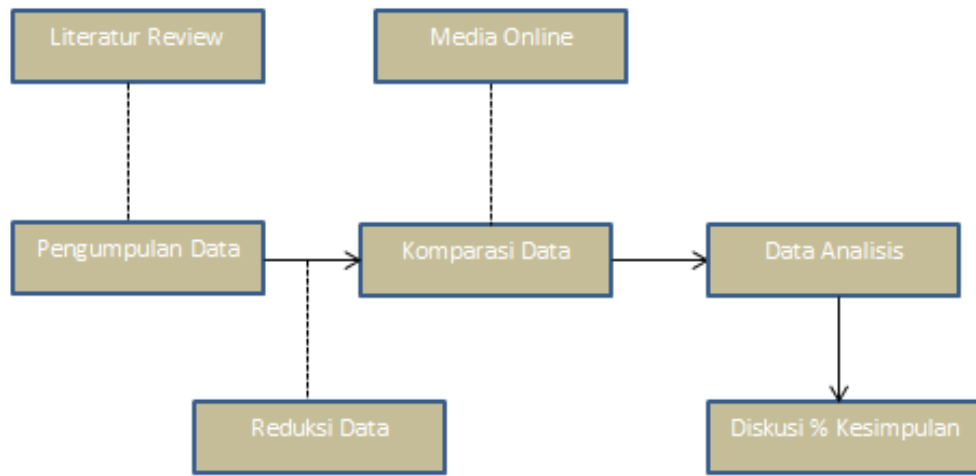 Literatur Review
Media Online
Pengumpulan Data
Komparasi Data
Data Analisis
Reduksi Data
Diskusi % Kesimpulan